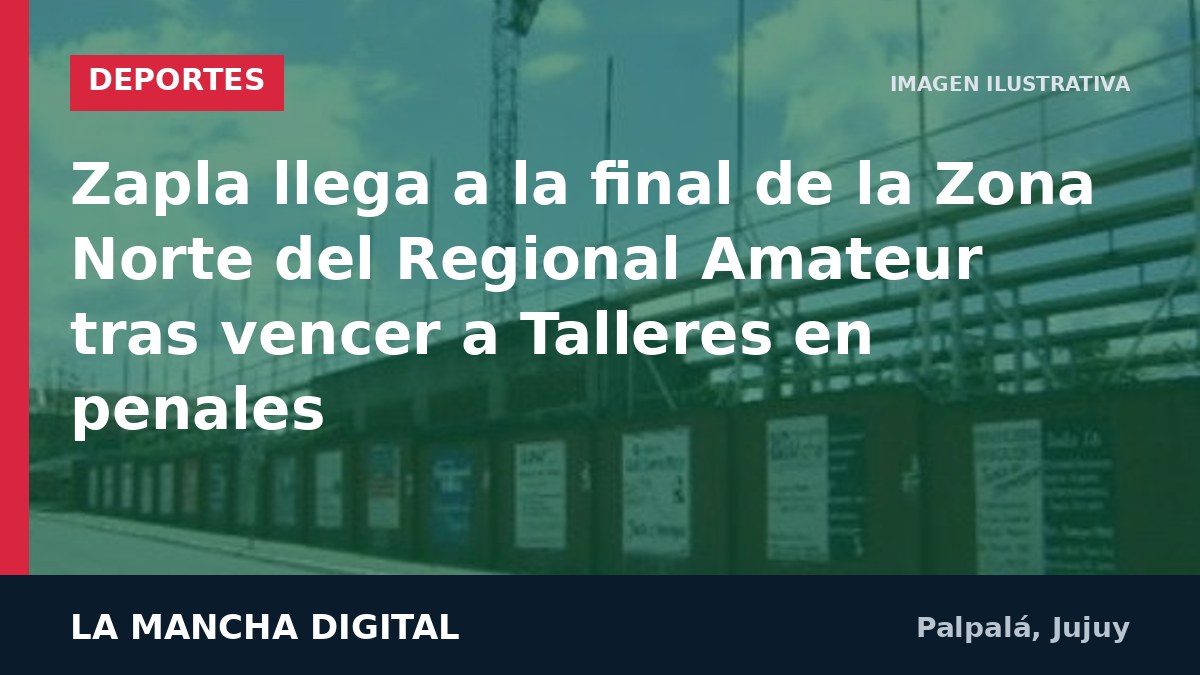 DEPORTES
IMAGEN ILUSTRATIVA
Zapla llega a la final de la Zona
Norte del Regional Amateur
tras vencer a Talleres en
penales
LA MANCHA DIGITAL
Palpalá, Jujuy